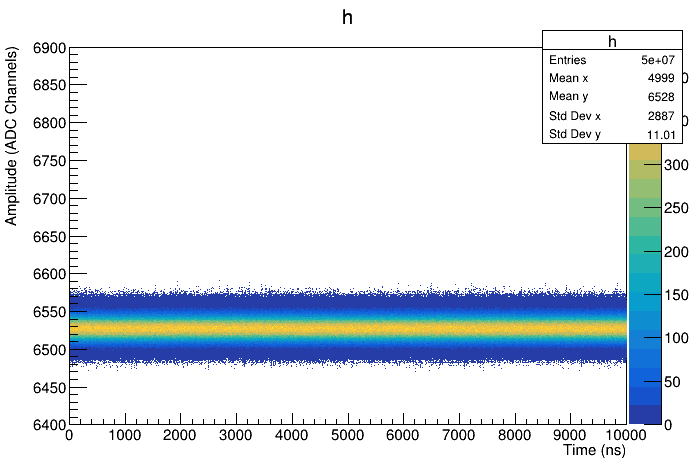 h
Amplitude (ADC Channels)
6900
6850
6800
6750
6700
6650
6600
6550
6500
6450
6400
h
Entries 5e+07
Mean x 4999
Mean y 6528
Std Dev x 2887
Std Dev y 11.01
0
0
300
250
200
150
100
50
0
0 1000 2000 3000 4000 5000 6000 7000 8000 9000 10000
Time (ns)